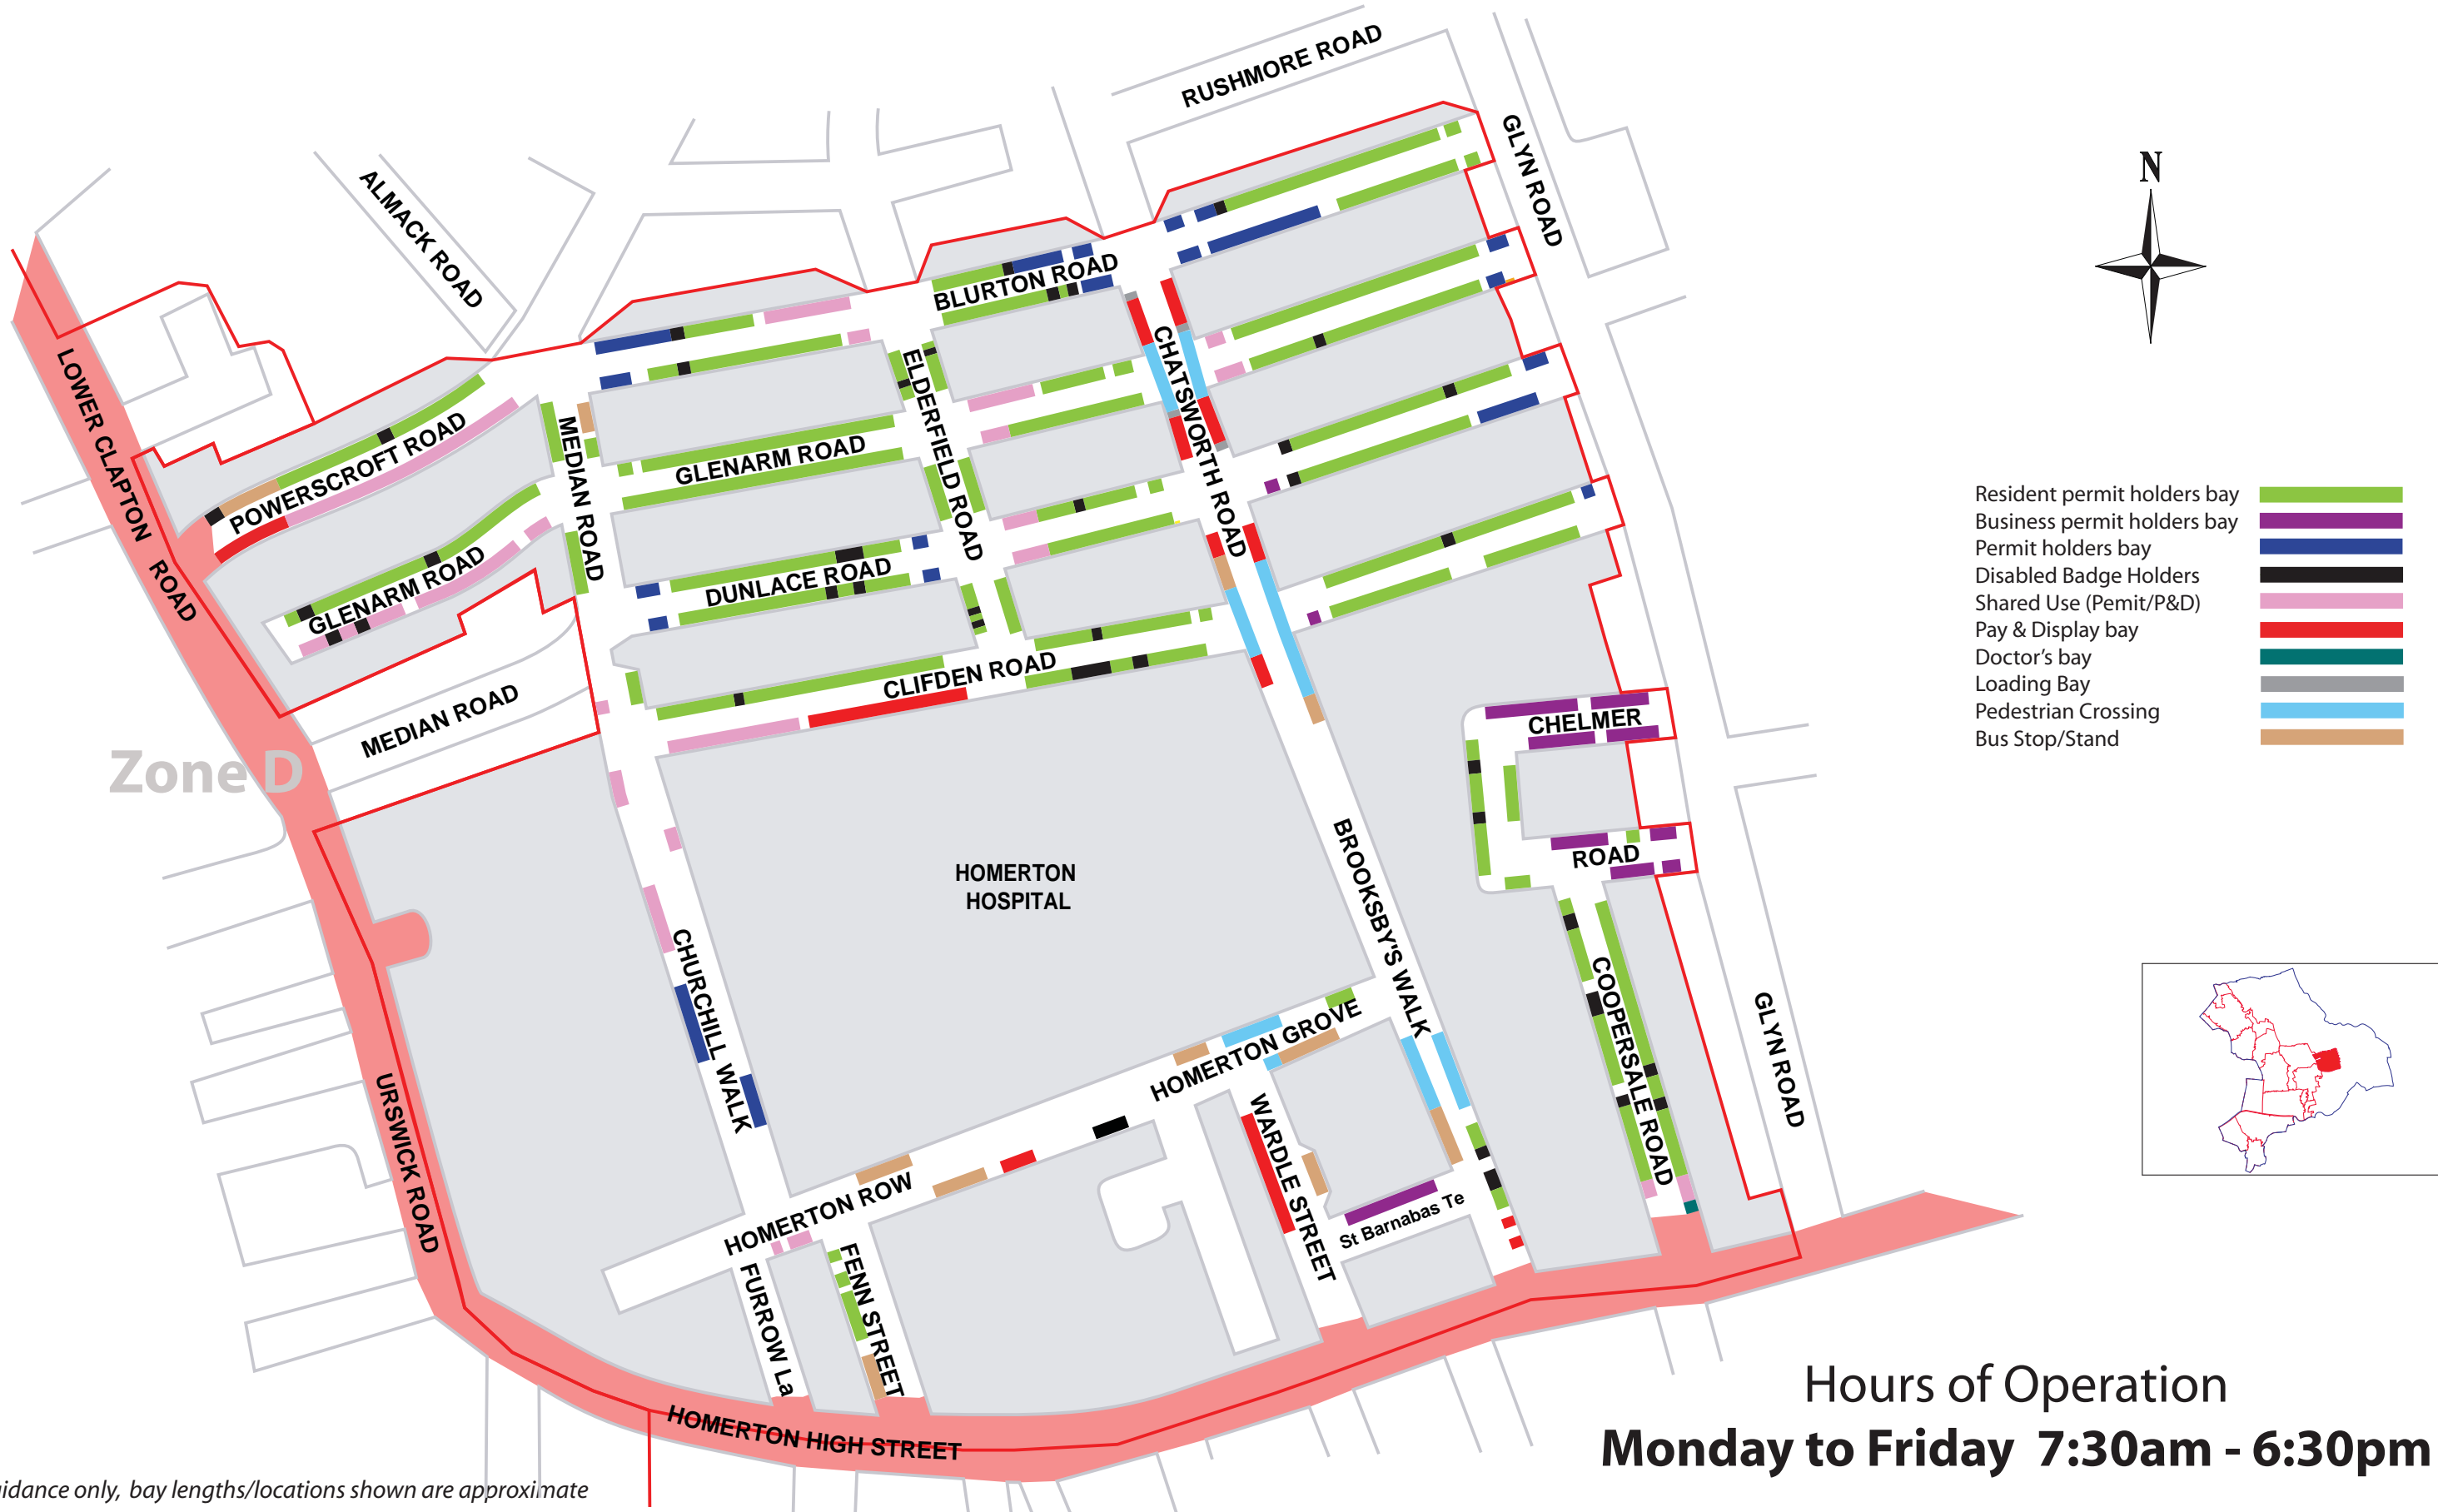 RUSHMORE ROAD
GLYN ROAD
N
ALMACK ROAD
BLURTON ROAD
LOWER CLAPTON ROAD
POWERSCROFT ROAD
MEDIAN ROAD
ELDERFIELD ROAD
CHATSWORTH ROAD
GLENARM ROAD
GLENARM ROAD
DUNLACE ROAD
CLIFDEN ROAD
MEDIAN ROAD
Zone D
CHELMER
ROAD
Resident permit holders bay
Business permit holders bay
Permit holders bay
Disabled Badge Holders
Shared Use (Pemit/P&D)
Pay & Display bay
Doctor's bay
Loading Bay
Pedestrian Crossing
Bus Stop/Stand
HOMERTON
HOSPITAL
BROOKSBY'S WALK
CHURCHILL WALK
COOPERSALE ROAD
GLYN ROAD
HOMERTON GROVE
URSWICK ROAD
WARDLE STREET
St Barnabas Te
HOMERTON ROW
FURROW La
FENN STREET
HOMERTON HIGH STREET
Hours of Operation
Monday to Friday 7:30am - 6:30pm
idance only, bay lengths/locations shown are approximate